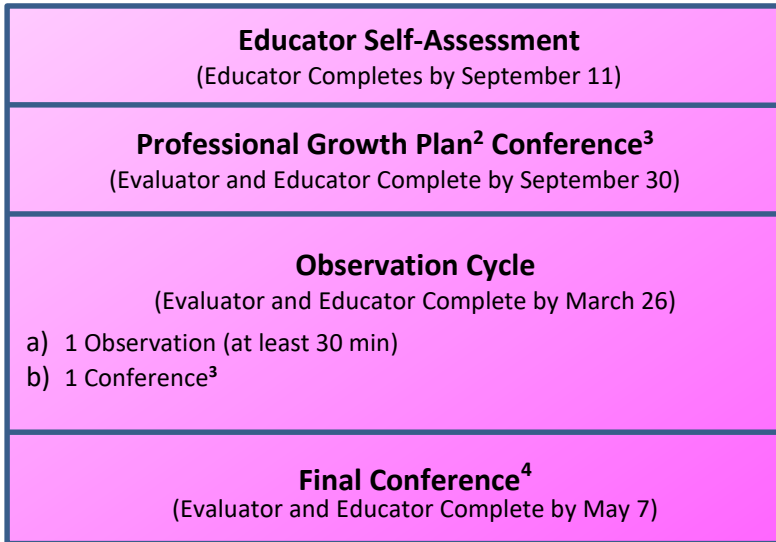 Educator Self-Assessment
(Educator Completes by September 11)
Professional Growth Plan² Conference³
(Evaluator and Educator Complete by September 30)
Observation Cycle
(Evaluator and Educator Complete by March 26)
a) 1 Observation (at least 30 min)
b) 1 Conference³
Final Conference⁴
(Evaluator and Educator Complete by May 7)